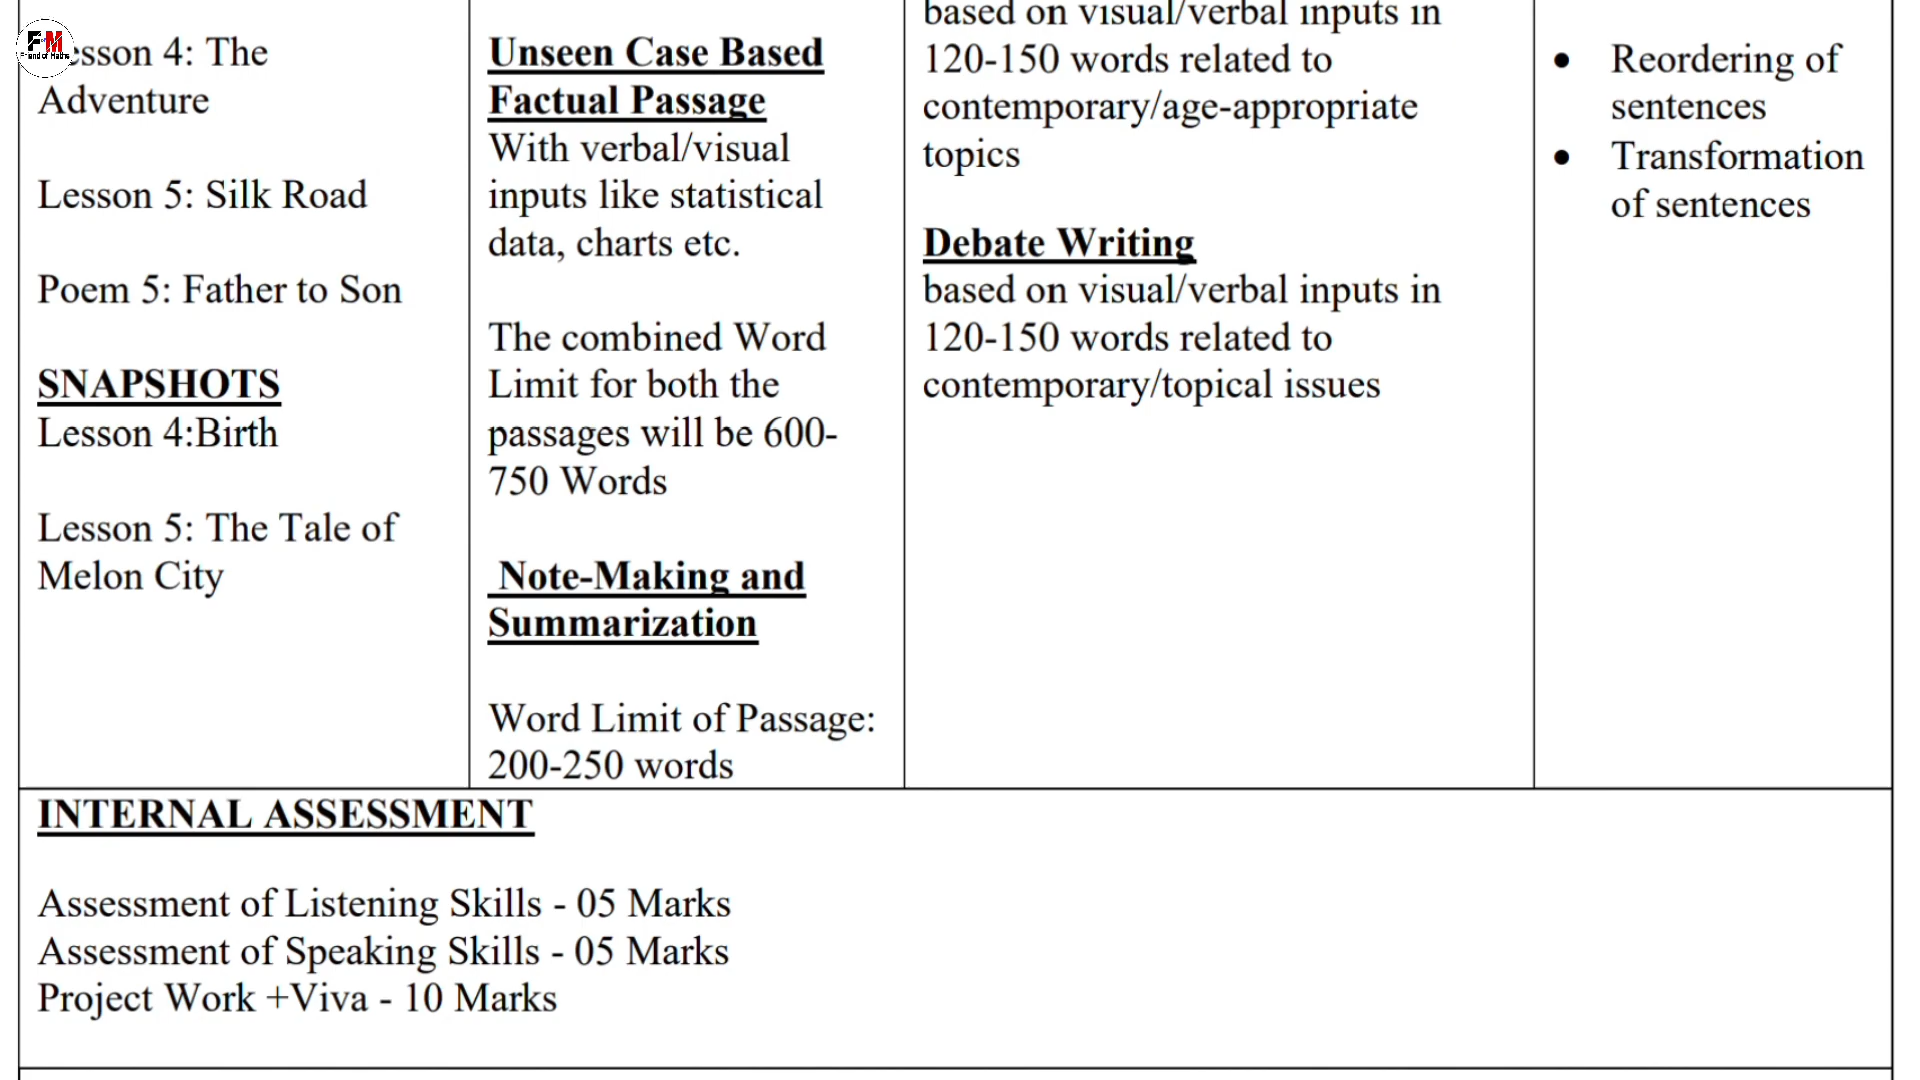 FM
Friend of Maths
esson 4: The
Adventure
Lesson 5: Silk Road
Poem 5: Father to Son
SNAPSHOTS
Lesson 4:Birth
Lesson 5: The Tale of
Melon City
Unseen Case Based
Factual Passage
With verbal/visual
inputs like statistical
data, charts etc.
The combined Word
Limit for both the
passages will be 600-
750 Words
Note-Making and
Summarization
Word Limit of Passage:
200-250 words
based on visual/verbal inputs in
120-150 words related to
contemporary/age-appropriate
topics
Debate Writing
based on visual/verbal inputs in
120-150 words related to
contemporary/topical issues
● Reordering of
sentences
● Transformation
of sentences
INTERNAL ASSESSMENT
Assessment of Listening Skills - 05 Marks
Assessment of Speaking Skills - 05 Marks
Project Work +Viva - 10 Marks